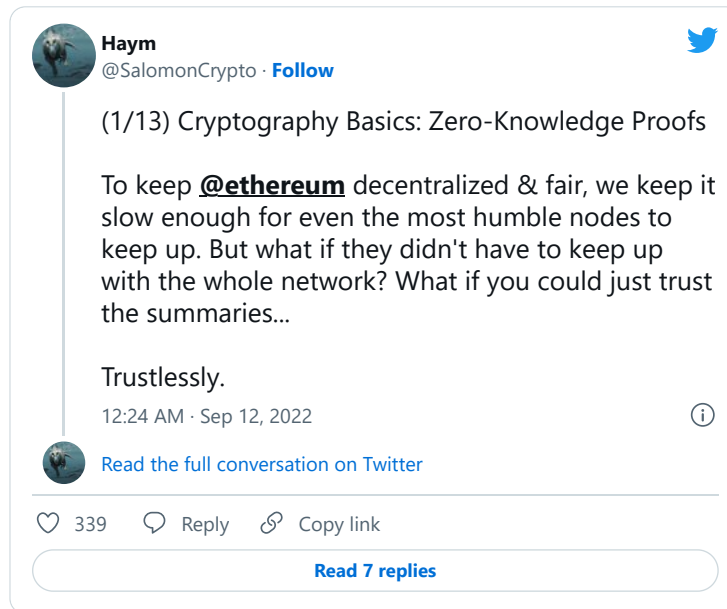 Haym
@SalomonCrypto · Follow
(1/13) Cryptography Basics: Zero-Knowledge Proofs
To keep @ethereum decentralized & fair, we keep it
slow enough for even the most humble nodes to
keep up. But what if they didn't have to keep up
with the whole network? What if you could just trust
the summaries...
Trustlessly.
12:24 AM · Sep 12, 2022
Read the full conversation on Twitter
339 Reply Copy link
Read 7 replies